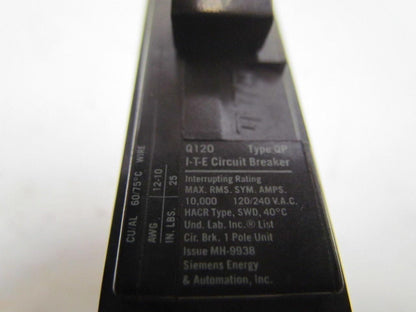 Q120 Type QP
I-T-E Circuit Breaker
Interrupting Rating
MAX. RMS. SYM. AMPS.
10,000 120/240 V.A.C.
HACR Type, SWD, 40°C
Und. Lab. Inc.® List
Cir. Brk. 1 Pole Unit
Issue MH-9938
Siemens Energy
& Automation, Inc.
CU/AL 60/75°C WIRE
AWG. 12-10
IN. LBS. 25